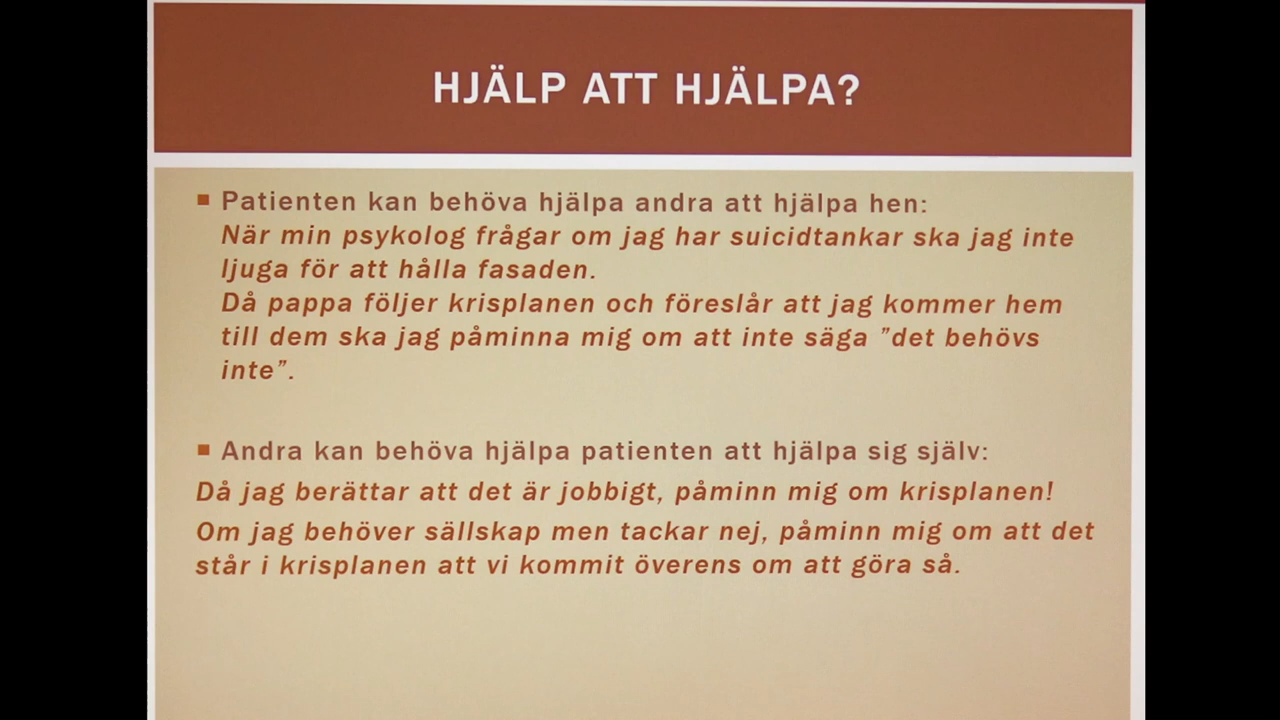 HJÄLP ATT HJÄLPA?
Patienten kan behöva hjälpa andra att hjälpa hen:
När min psykolog frågar om jag har suicidtankar ska jag inte
ljuga för att hålla fasaden.
Då pappa följer krisplanen och föreslår att jag kommer hem
till dem ska jag påminna mig om att inte säga ”det behövs
inte”.
Andra kan behöva hjälpa patienten att hjälpa sig själv:
Då jag berättar att det är jobbigt, påminn mig om krisplanen!
Om jag behöver sällskap men tackar nej, påminn mig om att det
står i krisplanen att vi kommit överens om att göra så.